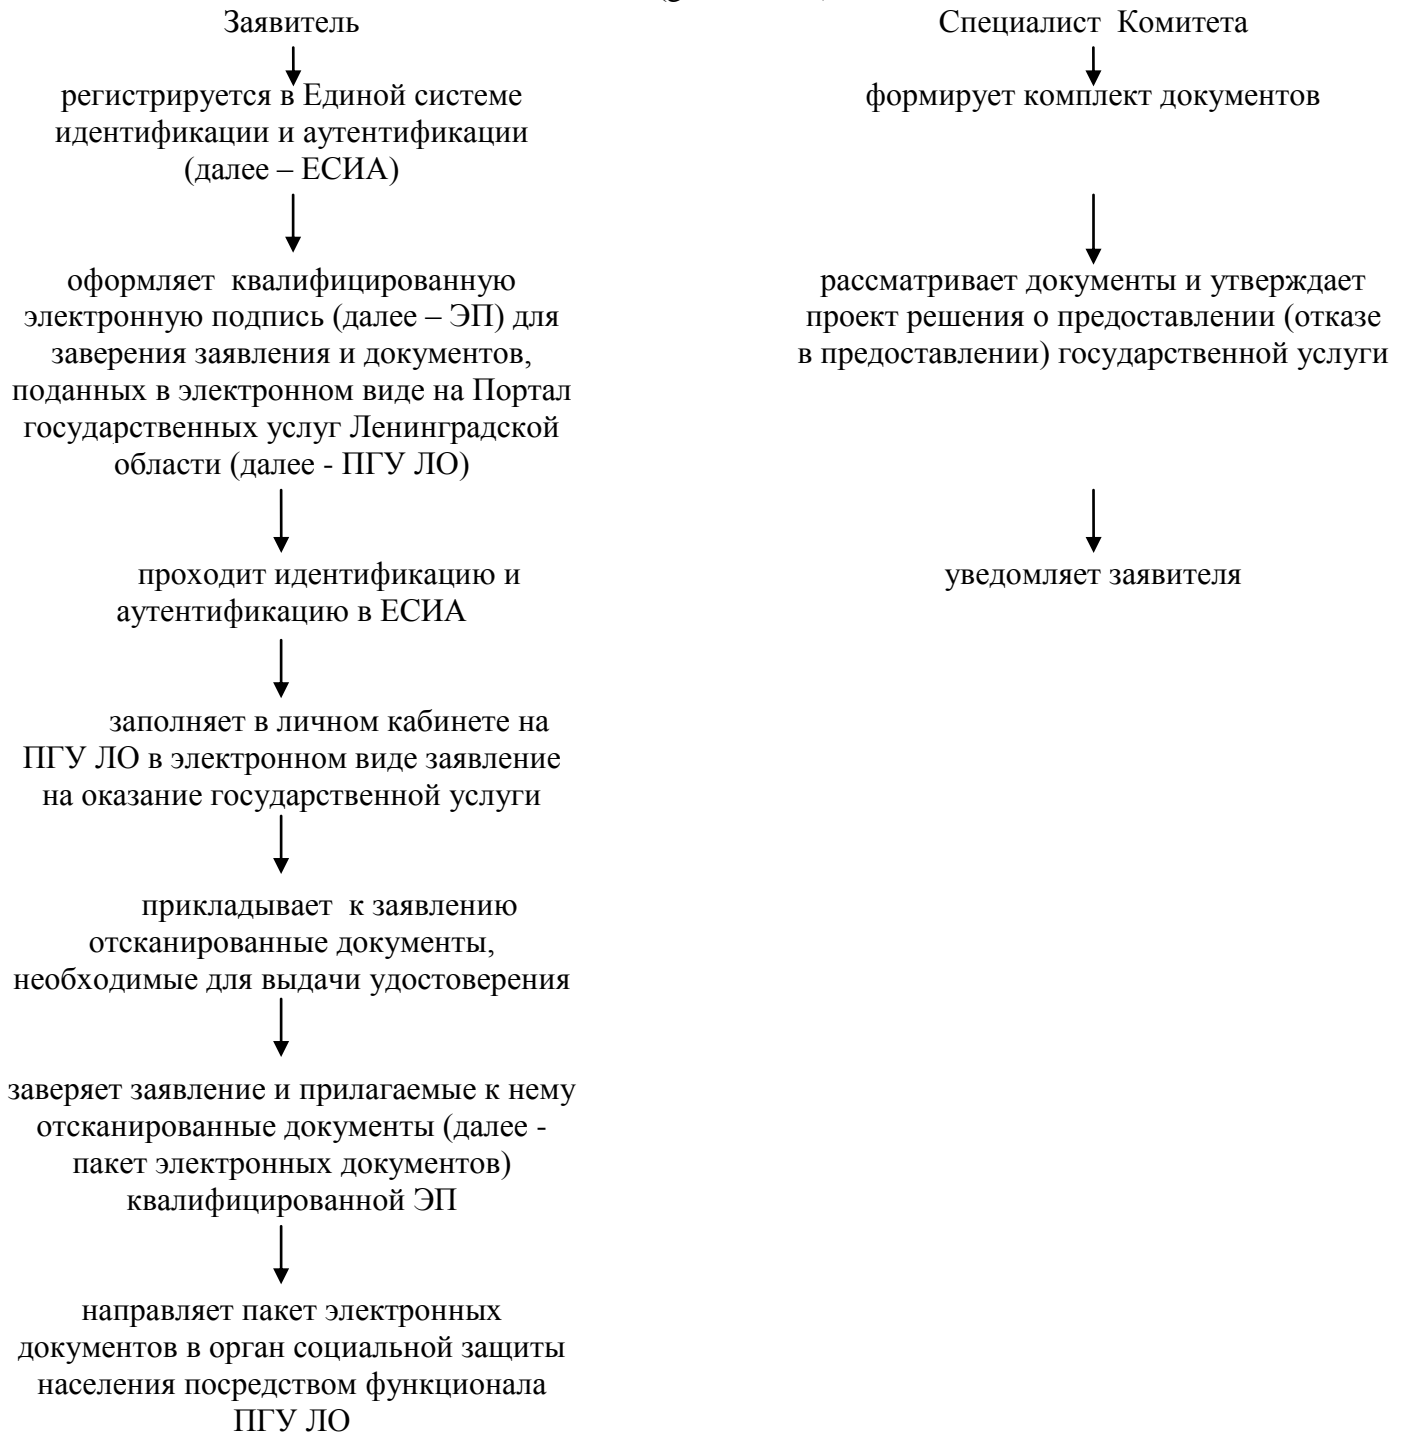 Заявитель
регистрируется в Единой системе
идентификации и аутентификации
(далее – ЕСИА)
оформляет квалифицированную
электронную подпись (далее – ЭП) для
заверения заявления и документов,
поданных в электронном виде на Портал
государственных услуг Ленинградской
области (далее - ПГУ ЛО)
проходит идентификацию и
аутентификацию в ЕСИА
заполняет в личном кабинете на
ПГУ ЛО в электронном виде заявление
на оказание государственной услуги
прикладывает к заявлению
отсканированные документы,
необходимые для выдачи удостоверения
заверяет заявление и прилагаемые к нему
отсканированные документы (далее -
пакет электронных документов)
квалифицированной ЭП
направляет пакет электронных
документов в орган социальной защиты
населения посредством функционала
ПГУ ЛО
Специалист Комитета
формирует комплект документов
рассматривает документы и утверждает
проект решения о предоставлении (отказе
в предоставлении) государственной услуги
уведомляет заявителя